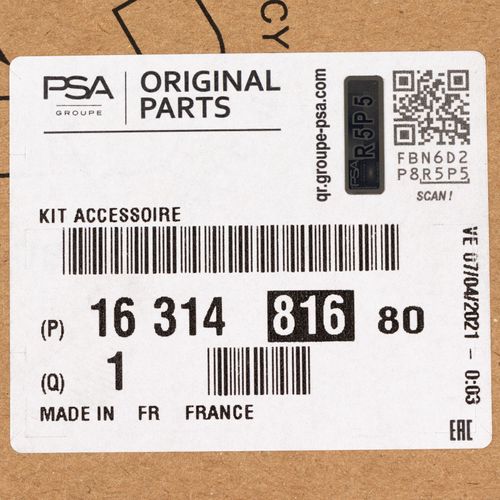 CY
PSA
GROUPE
ORIGINAL
PARTS
qr.groupe-psa.com
PSA R5P5
FBN6D2
P8R5P5
SCAN!
KIT ACCESSOIRE
(P) 16 314 816 80
(Q) 1
MADE IN FR FRANCE
VE 07/04/2021 - 0:03
EAC